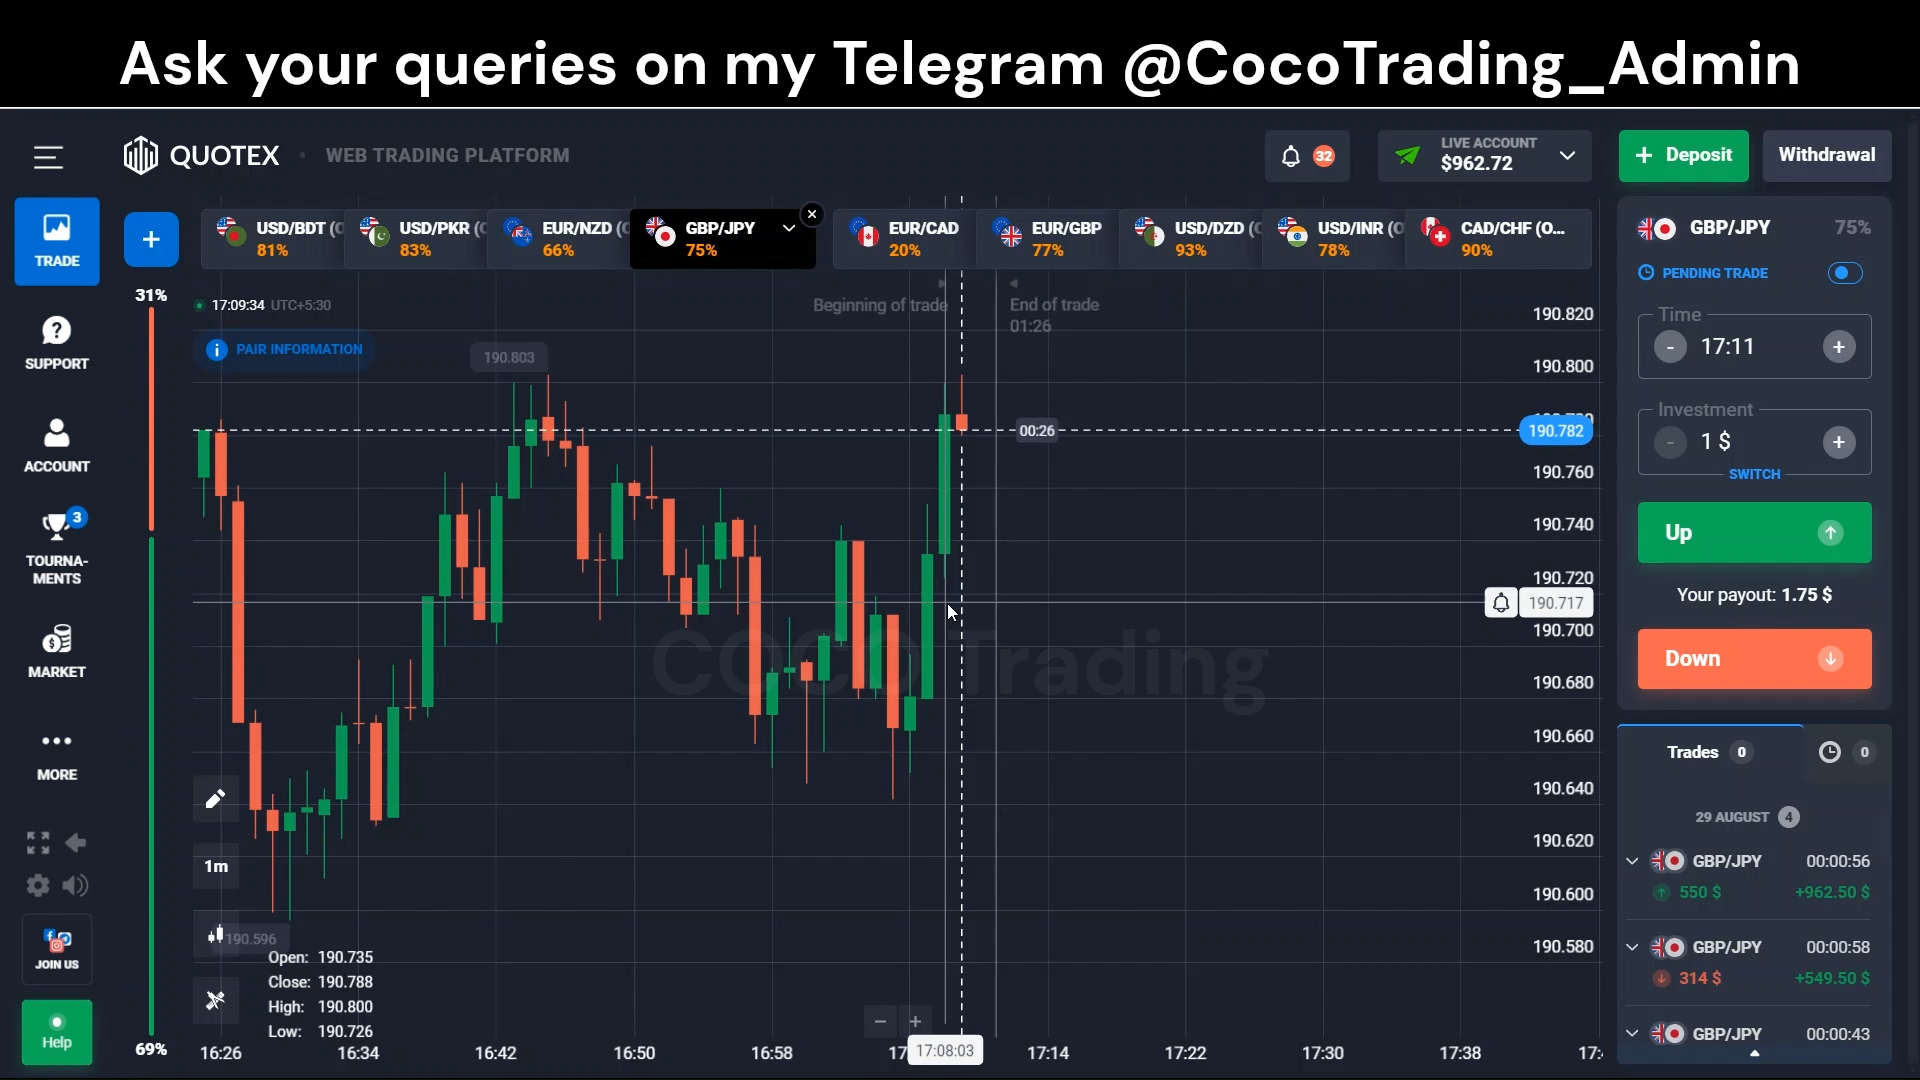 Ask your queries on my Telegram @CocoTrading_Admin
QUOTEX
WEB TRADING PLATFORM
32
LIVE ACCOUNT
$962.72
+ Deposit
Withdrawal
TRADE
SUPPORT
ACCOUNT
3
TOURNA-
MENTS
MARKET
MORE
JOIN US
Help
+
USD/BDT (O
81%
USD/PKR (O
83%
EUR/NZD (O
66%
GBP/JPY
75%
EUR/CAD
20%
EUR/GBP
77%
USD/DZD (O
93%
USD/INR (O
78%
CAD/CHF (O...
90%
31%
69%
17:09:34 UTC+5:30
PAIR INFORMATION
Beginning of trade
End of trade
01:26
190.803
00:26
190.596
COCO Trading
1m
Open: 190.735
Close: 190.788
High: 190.800
Low: 190.726
190.820
190.800
190.782
190.760
190.740
190.720
190.717
190.700
190.680
190.660
190.640
190.620
190.600
190.580
16:26
16:34
16:42
16:50
16:58
17:08:03
17:14
17:22
17:30
17:38
GBP/JPY 75%
PENDING TRADE
Time
- 17:11 +
Investment
- 1 $ +
SWITCH
Up
Your payout: 1.75 $
Down
Trades 0
0
29 AUGUST 4
GBP/JPY 00:00:56
550 $ +962.50 $
GBP/JPY 00:00:58
314 $ +549.50 $
GBP/JPY 00:00:43